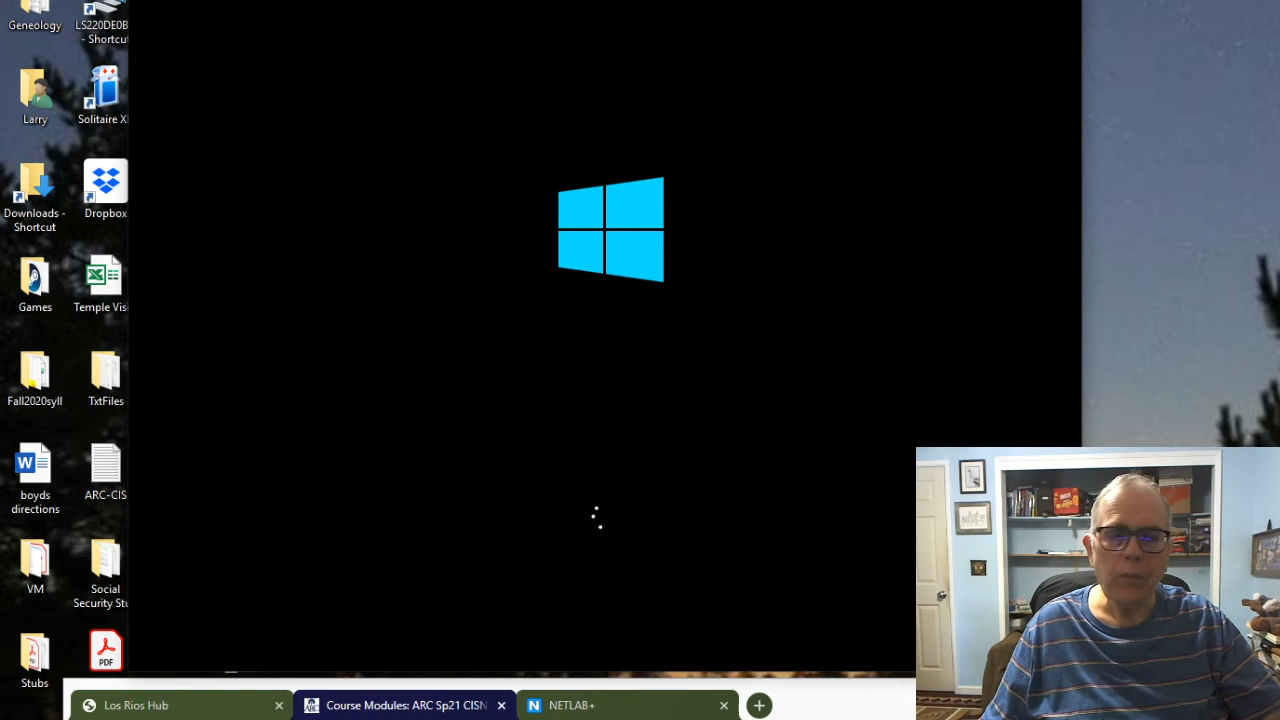 Geneology
LS220DE0B
- Shortcut
Larry
Solitaire X
Downloads -
Shortcut
Dropbox
Games
Temple Vis
Fall2020syll
TxtFiles
boyds
directions
ARC-CIS
VM
Social
Security Stu
Stubs
PDF
Los Rios Hub
Course Modules: ARC Sp21 CISN
NETLAB+